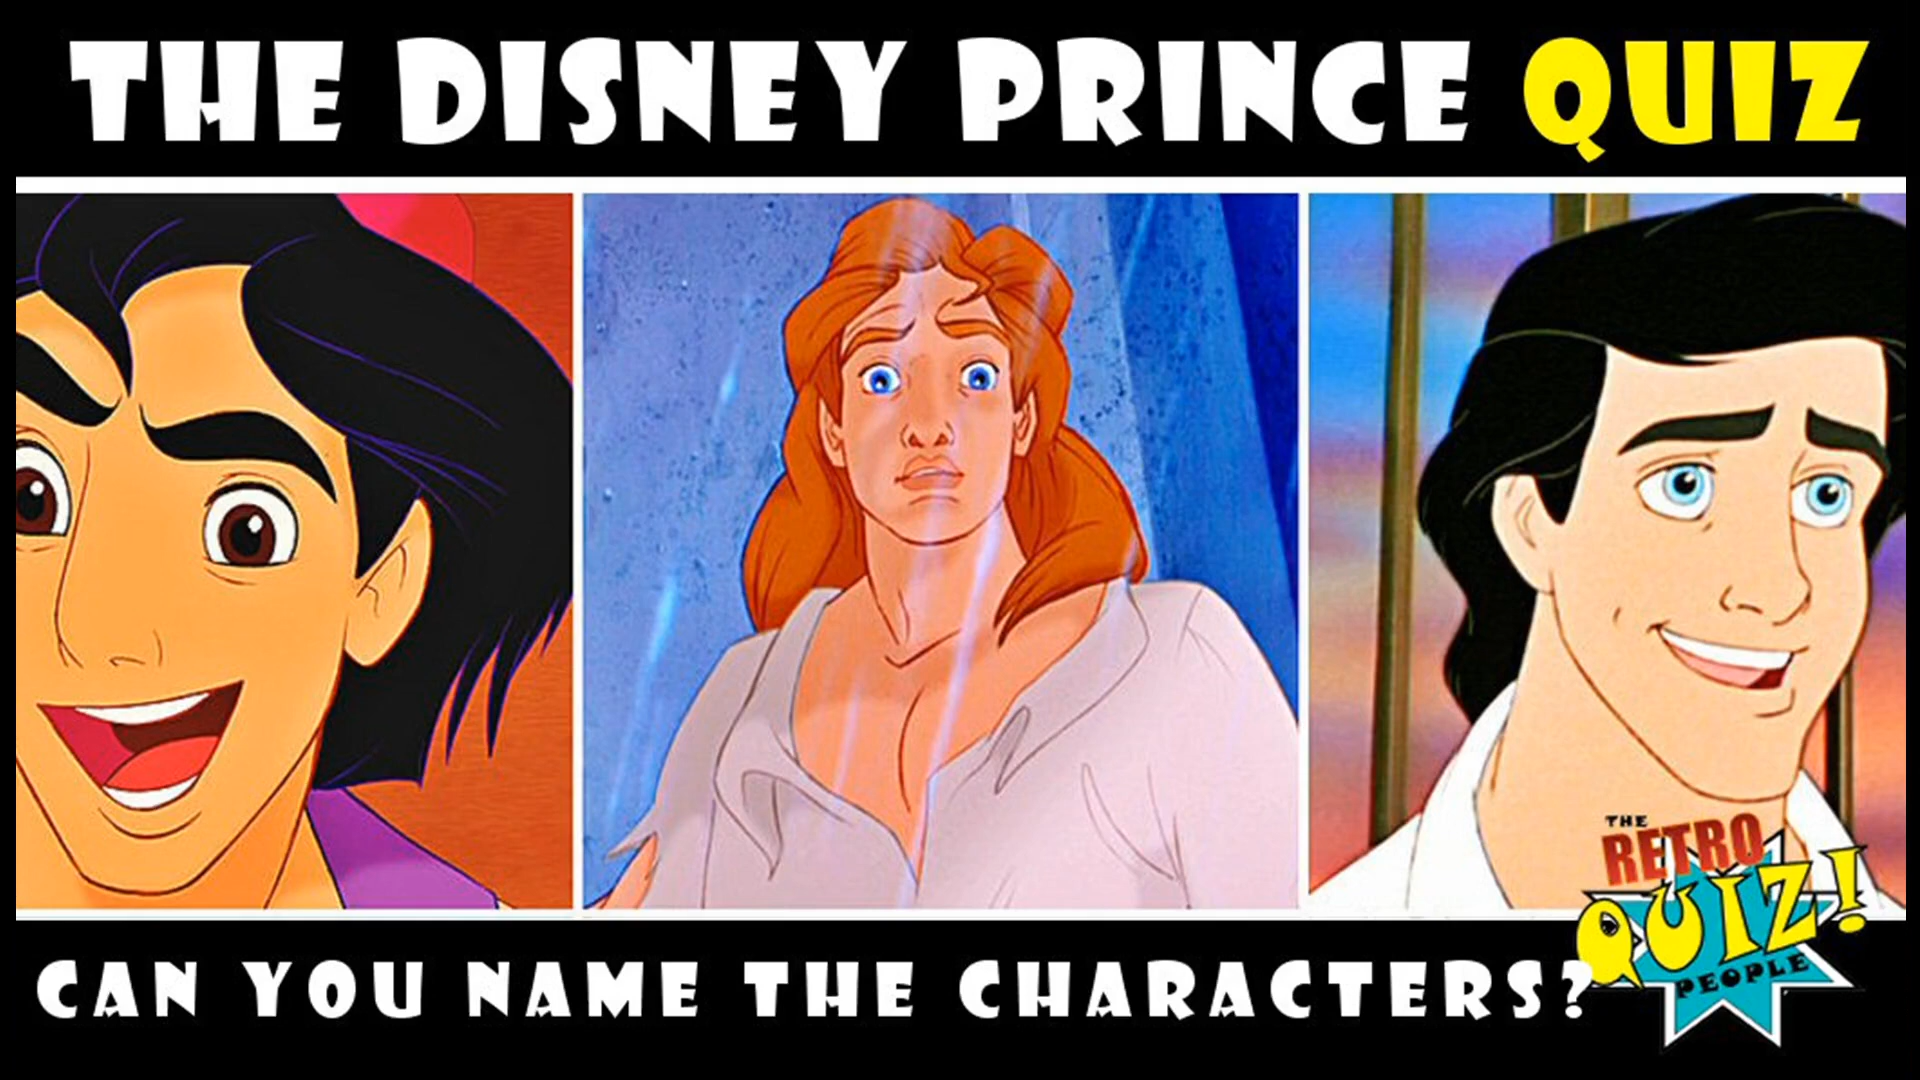 THE DISNEY PRINCE QUIZ
CAN YOU NAME THE CHARACTERS?
THE
RETRO
QUIZ!
PEOPLE